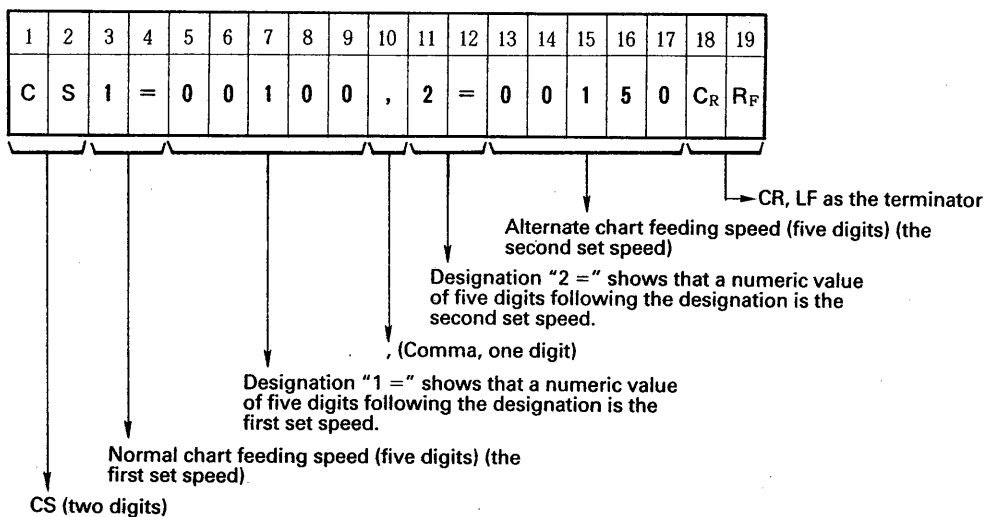 1 2 3 4 5 6 7 8 9 10 11 12 13 14 15 16 17 18 19
C S 1 = 0 0 1 0 0 , 2 = 0 0 1 5 0 CR RF
CR, LF as the terminator
Alternate chart feeding speed (five digits) (the
second set speed)
Designation "2 =" shows that a numeric value
of five digits following the designation is the
second set speed.
, (Comma, one digit)
Designation "1 =" shows that a numeric value
of five digits following the designation is the
first set speed.
Normal chart feeding speed (five digits) (the
first set speed)
CS (two digits)